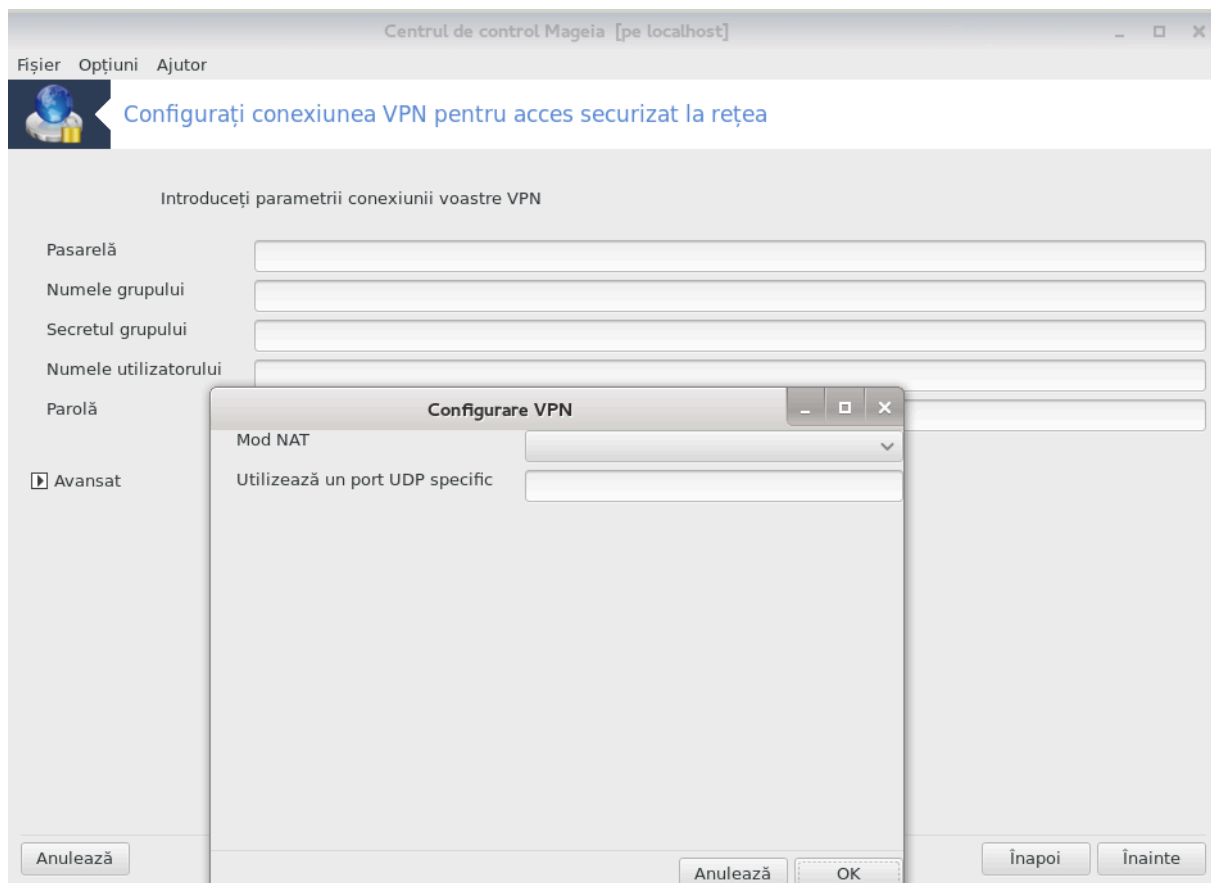 Centrul de control Mageia [pe localhost]
Fișier Opțiuni Ajutor
Configurați conexiunea VPN pentru acces securizat la rețea
Introduceți parametrii conexiunii voastre VPN
Pasarelă
Numele grupului
Secretul grupului
Numele utilizatorului
Parolă
Avansat
Configurare VPN
Mod NAT
Utilizează un port UDP specific
Anulează OK
Anulează Înapoi Înainte